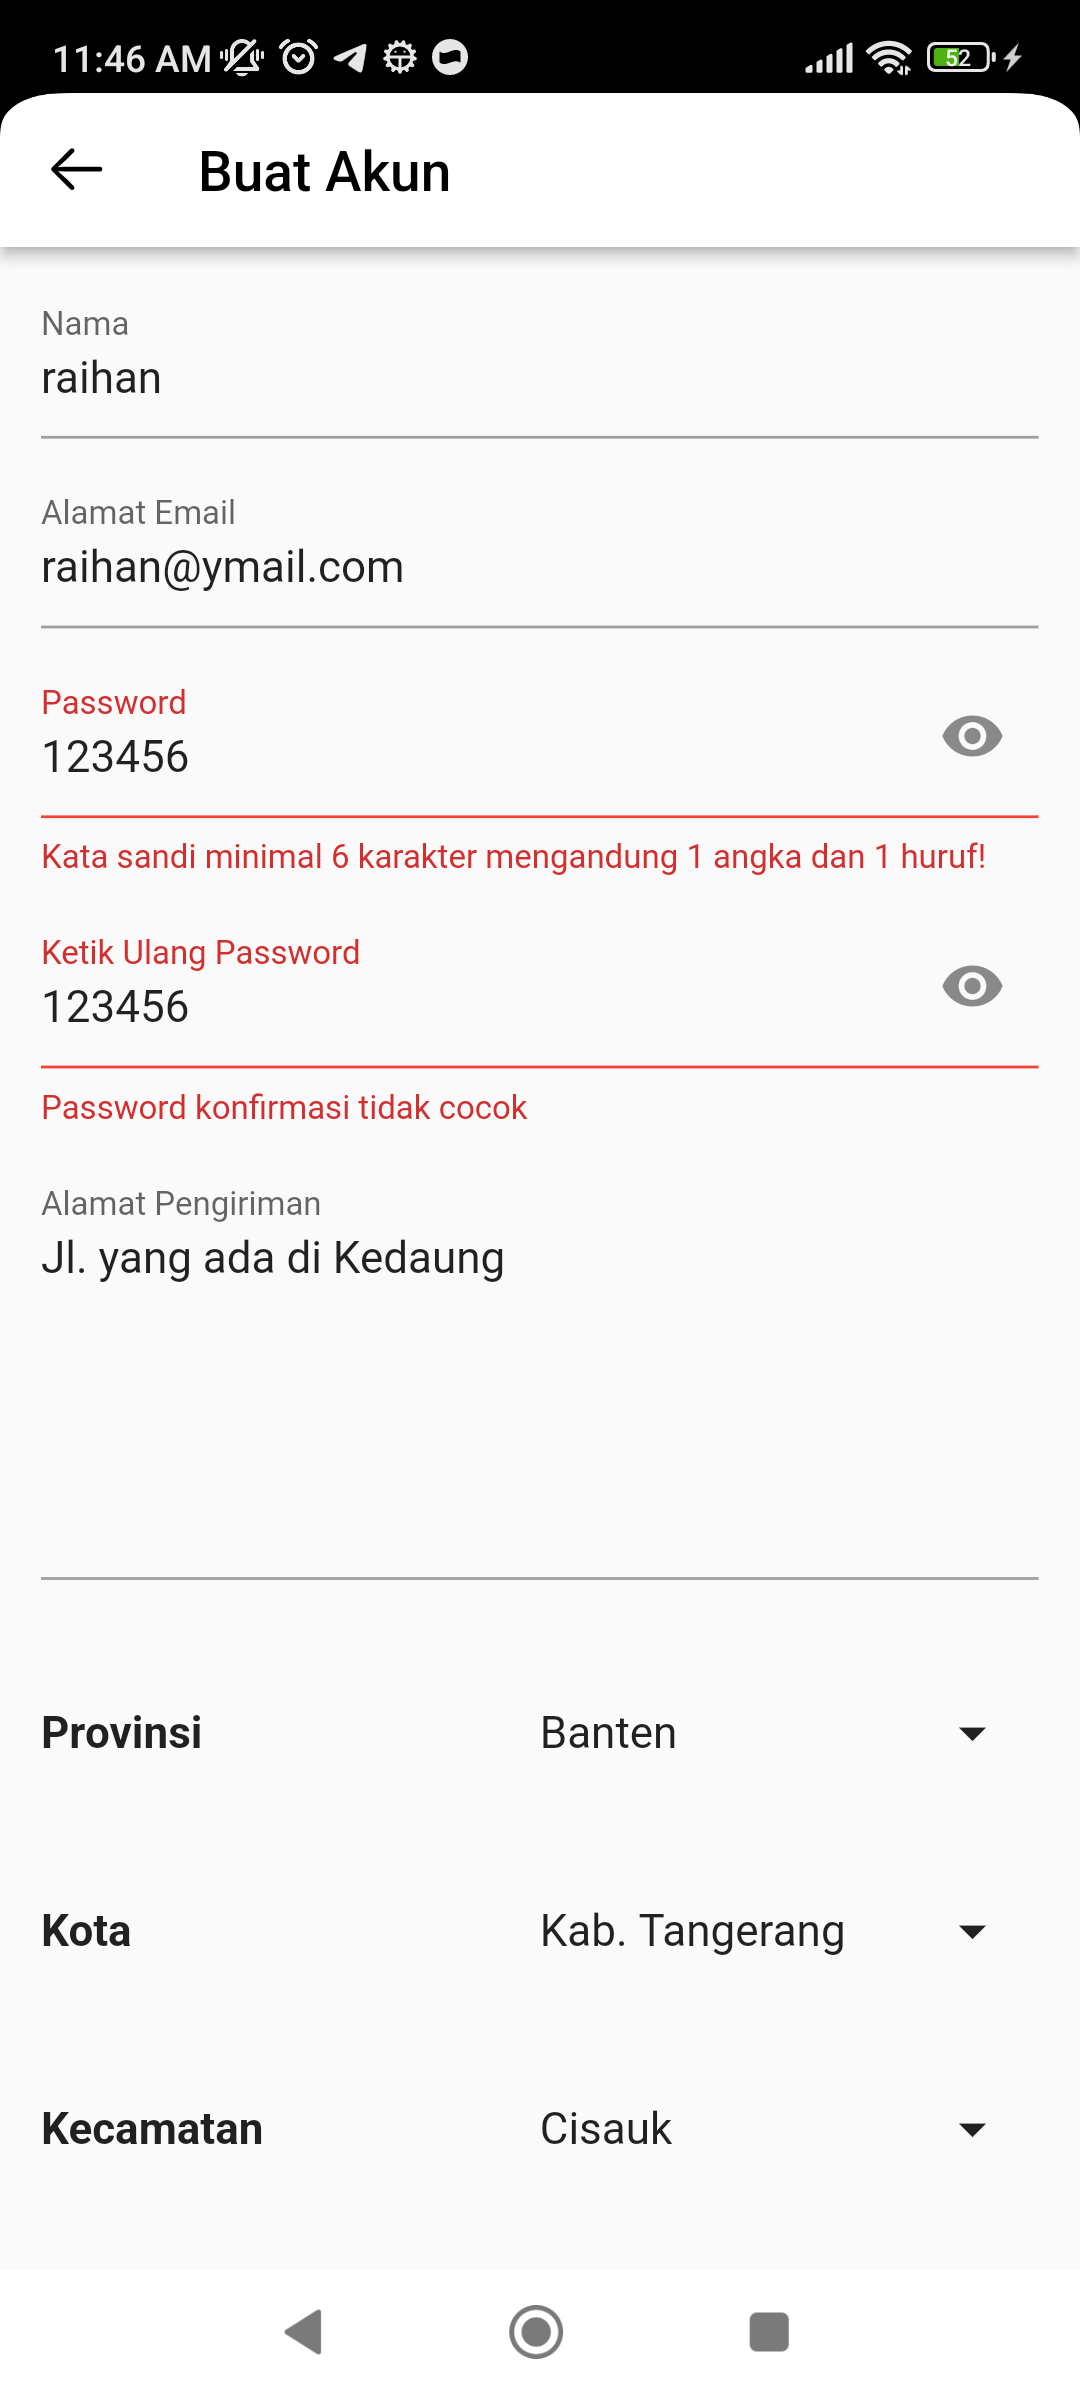 11:46 AM
52
Buat Akun
Nama
raihan
Alamat Email
raihan@ymail.com
Password
123456
Kata sandi minimal 6 karakter mengandung 1 angka dan 1 huruf!
Ketik Ulang Password
123456
Password konfirmasi tidak cocok
Alamat Pengiriman
Jl. yang ada di Kedaung
Provinsi Banten
Kota Kab. Tangerang
Kecamatan Cisauk